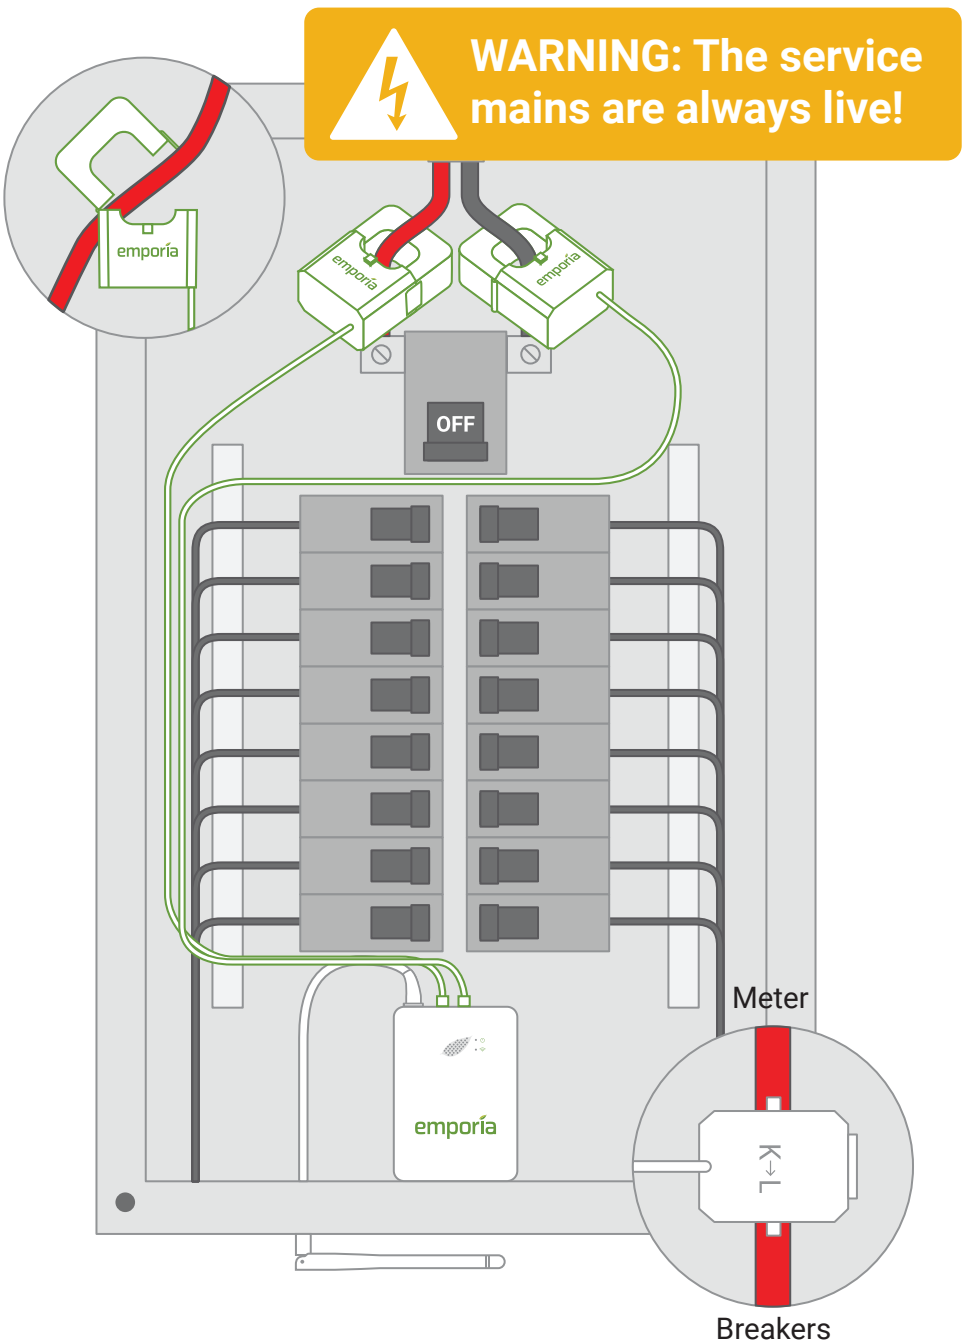 WARNING: The service
mains are always live!
emporia
emporia
emporia
OFF
Meter
K→L
emporia
Breakers